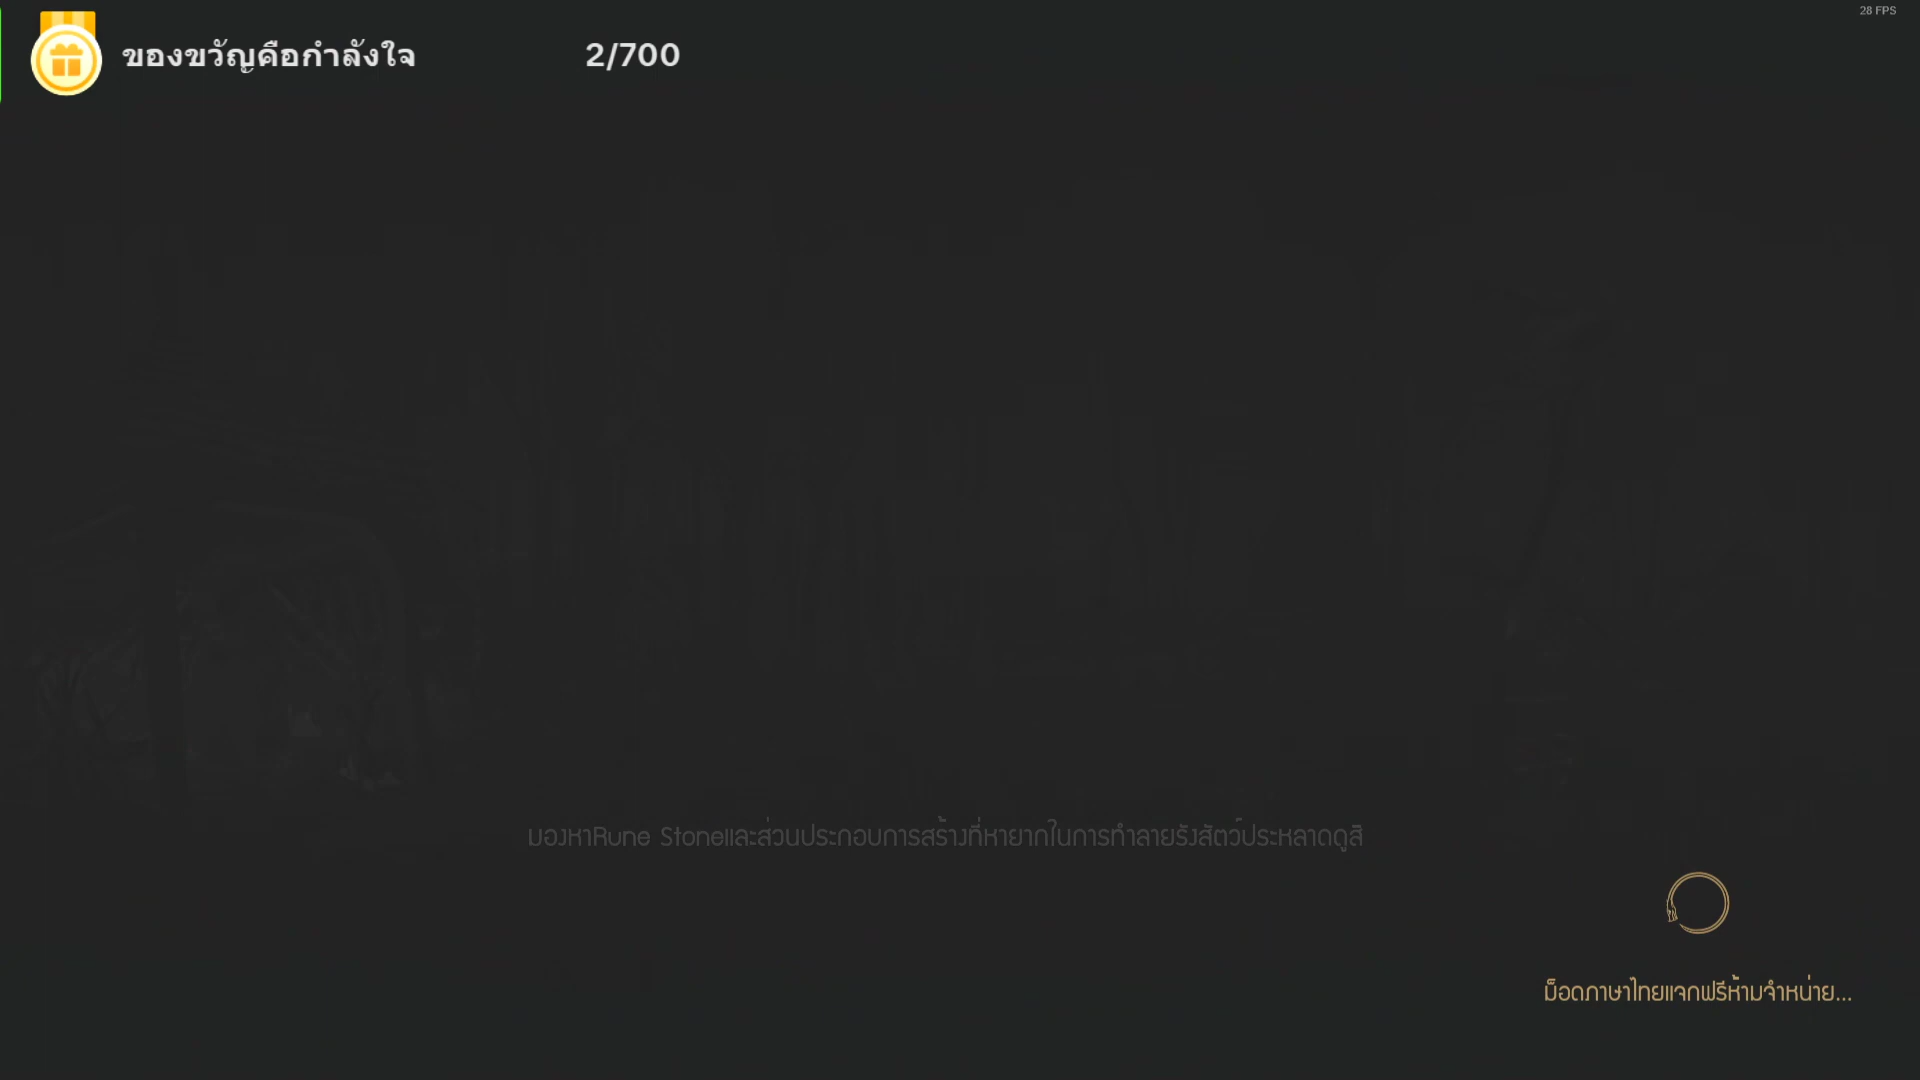 28 FPS
ของขวัญคือกำลังใจ 2/700
มองหาRune Stoneและส่วนประกอบการสร้างที่หายากในการทำลายรังสัตว์ประหลาดดูสิ
ม็อดภาษาไทยแจกฟรีห้ามจำหน่าย...